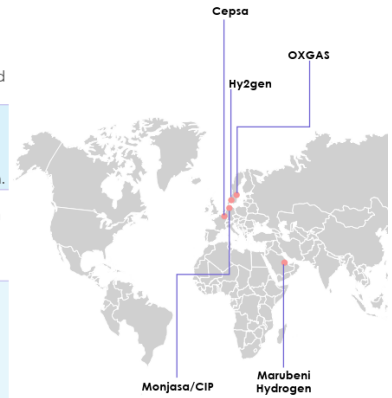 Cepsa
OXGAS
Hy2gen
d
.
Monjasa/CIP
Marubeni
Hydrogen